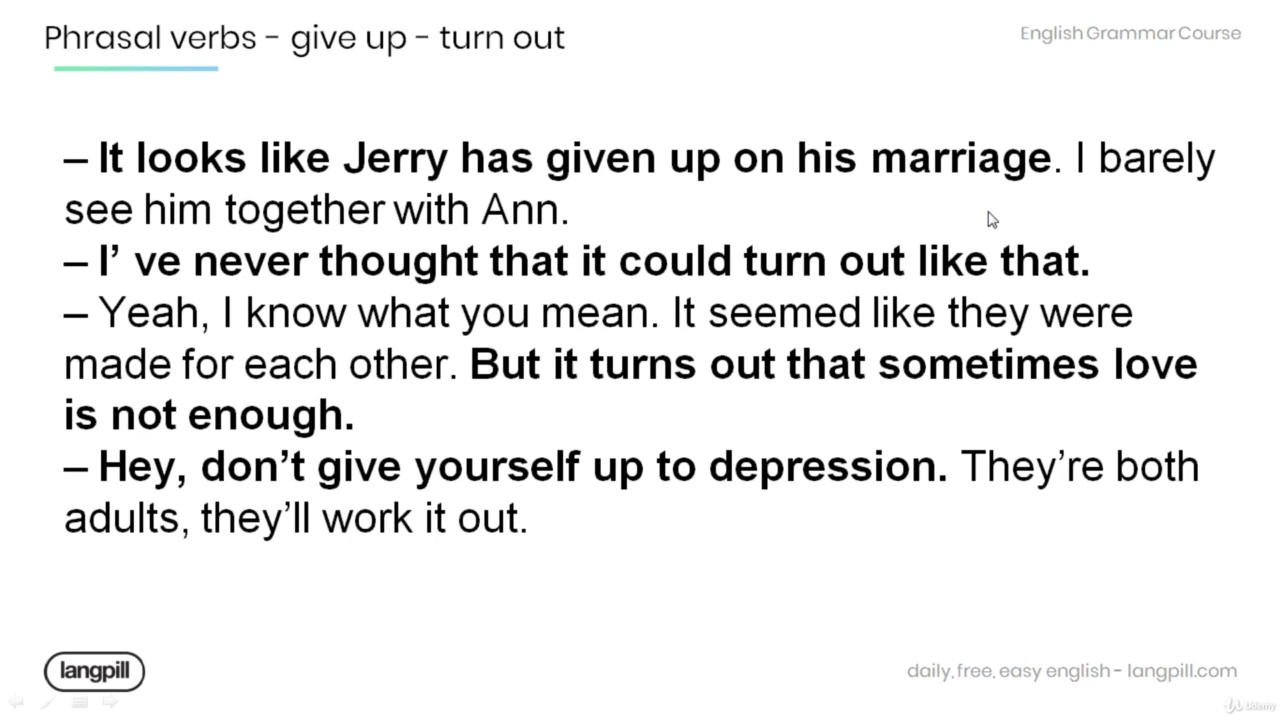 Phrasal verbs - give up - turn out
English Grammar Course
– It looks like Jerry has given up on his marriage. I barely
see him together with Ann.
– I’ ve never thought that it could turn out like that.
– Yeah, I know what you mean. It seemed like they were
made for each other. But it turns out that sometimes love
is not enough.
– Hey, don’t give yourself up to depression. They’re both
adults, they’ll work it out.
langpill
daily, free, easy english - langpill.com
Udemy